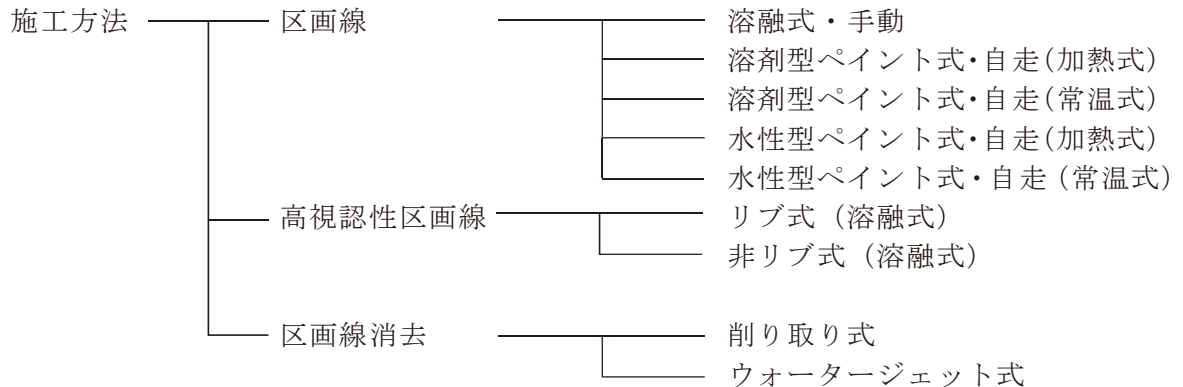 施工方法 区画線 溶融式・手動
溶剤型ペイント式・自走(加熱式)
溶剤型ペイント式・自走(常温式)
水性型ペイント式・自走(加熱式)
水性型ペイント式・自走(常温式)
高視認性区画線 リブ式(溶融式)
非リブ式(溶融式)
区画線消去 削り取り式
ウォータージェット式